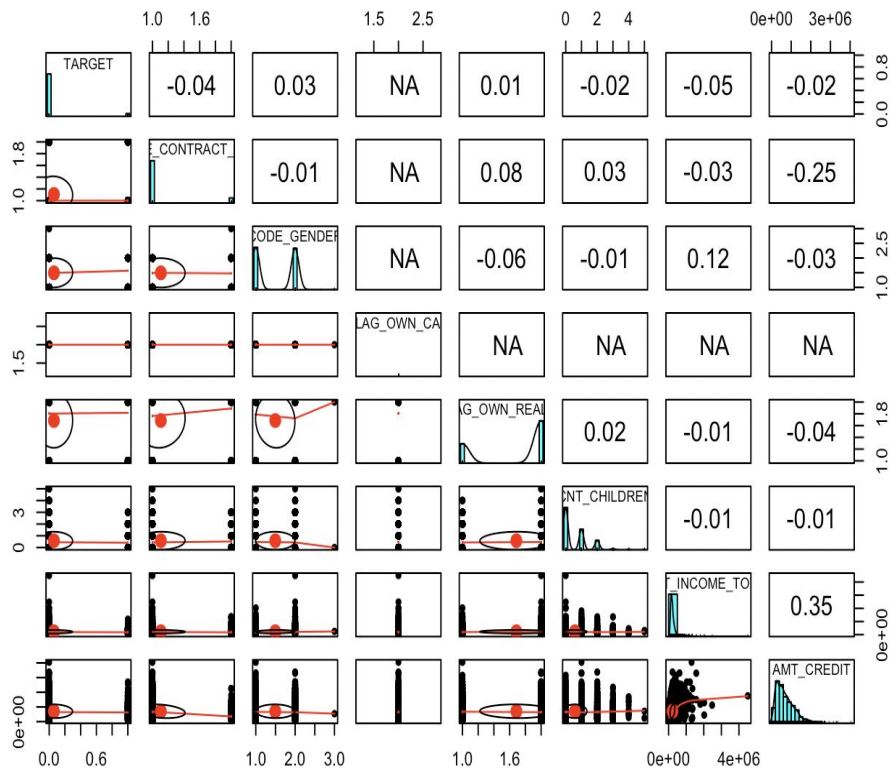 1.0 1.6 1.5 2.5 0 2 4 0e+00 3e+06
TARGET -0.04 0.03 NA 0.01 -0.02 -0.05 -0.02 0.0 0.8
1.0 1.8 _CONTRACT_ -0.01 NA 0.08 0.03 -0.03 -0.25
CODE_GENDER NA -0.06 -0.01 0.12 -0.03 1.0 2.5
1.5 LAG_OWN_CA NA NA NA NA
AG_OWN_REAL 0.02 -0.01 -0.04 1.0 1.8
0 3 CNT_CHILDREN -0.01 -0.01
T_INCOME_TO 0.35 0e+00
0e+00 AMT_CREDIT
0.0 0.6 1.0 2.0 3.0 1.0 1.6 0e+00 4e+06